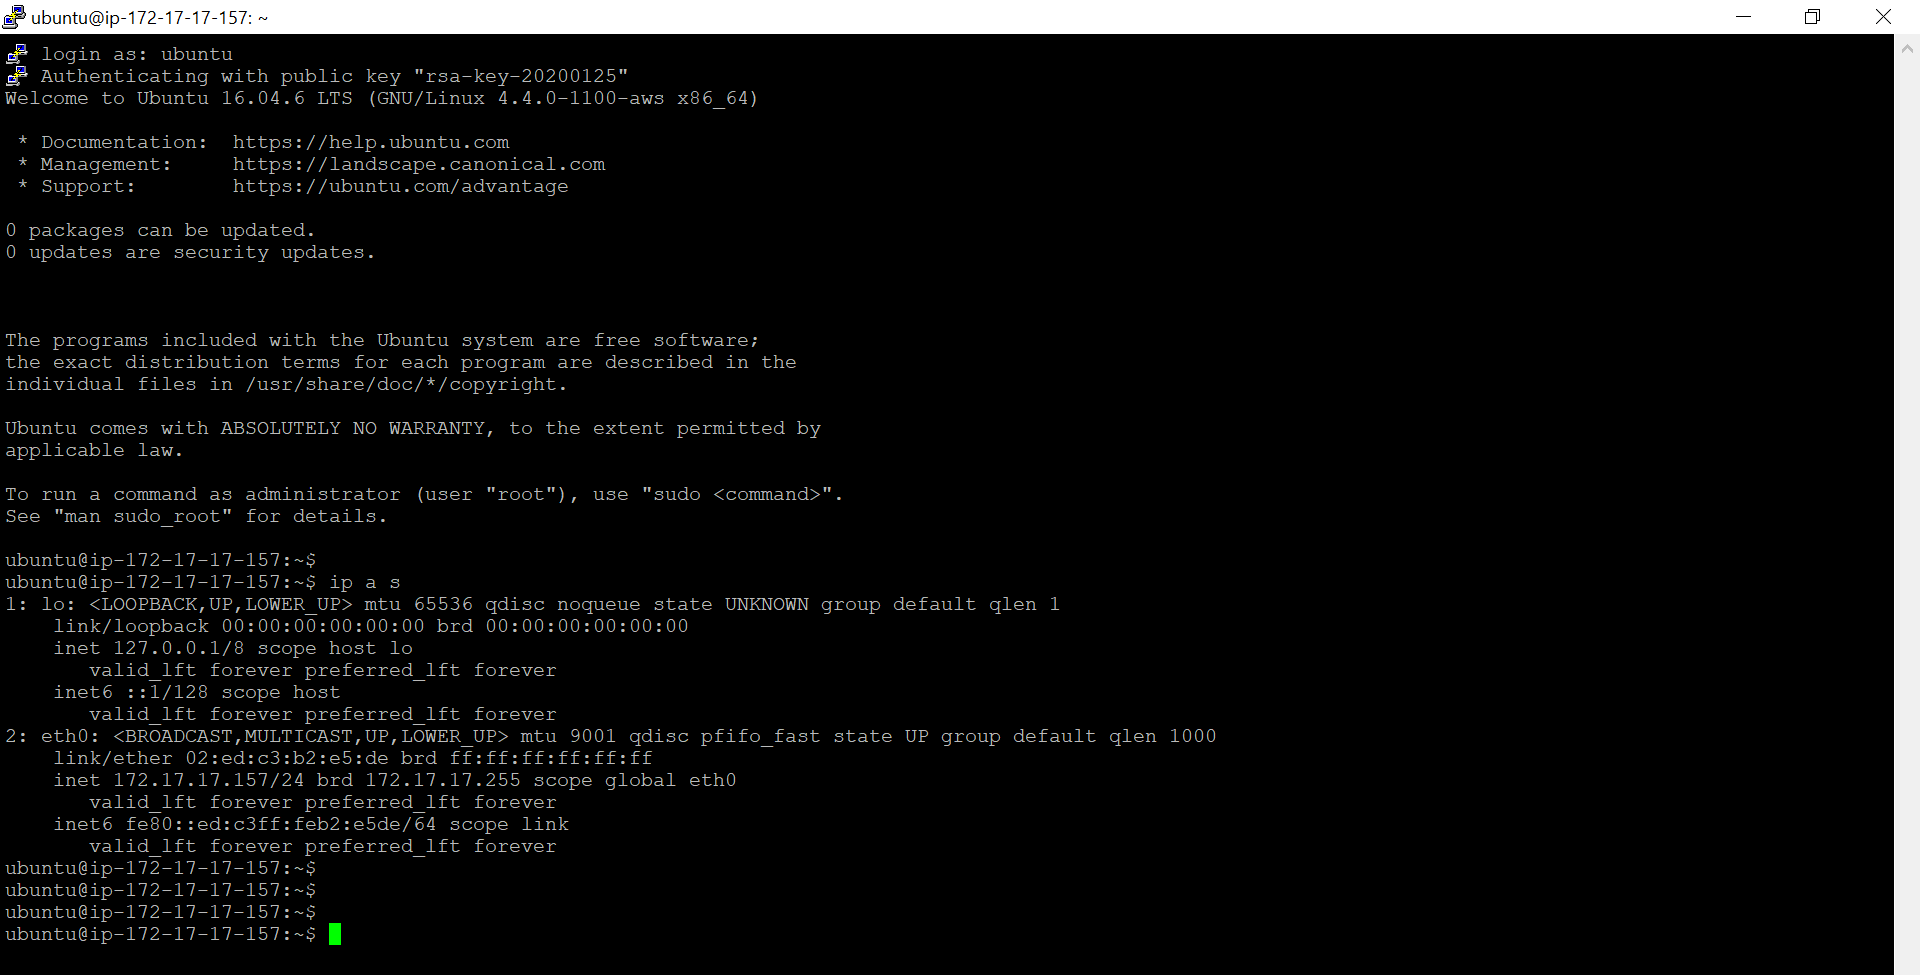 ubuntu@ip-172-17-17-157: ~
login as: ubuntu
Authenticating with public key "rsa-key-20200125"
Welcome to Ubuntu 16.04.6 LTS (GNU/Linux 4.4.0-1100-aws x86_64)
* Documentation:  https://help.ubuntu.com
* Management:     https://landscape.canonical.com
* Support:        https://ubuntu.com/advantage
0 packages can be updated.
0 updates are security updates.
The programs included with the Ubuntu system are free software;
the exact distribution terms for each program are described in the
individual files in /usr/share/doc/*/copyright.
Ubuntu comes with ABSOLUTELY NO WARRANTY, to the extent permitted by
applicable law.
To run a command as administrator (user "root"), use "sudo <command>".
See "man sudo_root" for details.
ubuntu@ip-172-17-17-157:~$
ubuntu@ip-172-17-17-157:~$ ip a s
1: lo: <LOOPBACK,UP,LOWER_UP> mtu 65536 qdisc noqueue state UNKNOWN group default qlen 1
link/loopback 00:00:00:00:00:00 brd 00:00:00:00:00:00
inet 127.0.0.1/8 scope host lo
valid_lft forever preferred_lft forever
inet6 ::1/128 scope host
valid_lft forever preferred_lft forever
2: eth0: <BROADCAST,MULTICAST,UP,LOWER_UP> mtu 9001 qdisc pfifo_fast state UP group default qlen 1000
link/ether 02:ed:c3:b2:e5:de brd ff:ff:ff:ff:ff:ff
inet 172.17.17.157/24 brd 172.17.17.255 scope global eth0
valid_lft forever preferred_lft forever
inet6 fe80::ed:c3ff:feb2:e5de/64 scope link
valid_lft forever preferred_lft forever
ubuntu@ip-172-17-17-157:~$
ubuntu@ip-172-17-17-157:~$
ubuntu@ip-172-17-17-157:~$
ubuntu@ip-172-17-17-157:~$